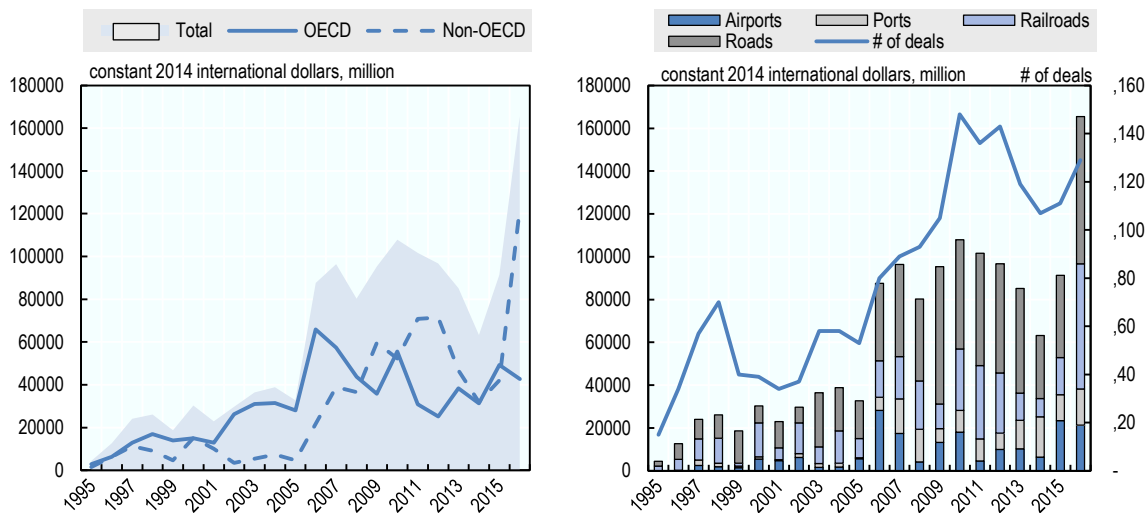 Total OECD Non-OECD
constant 2014 international dollars, million
180000
160000
140000
120000
100000
80000
60000
40000
20000
0
1995 1997 1999 2001 2003 2005 2007 2009 2011 2013 2015
Airports Ports Railroads
Roads # of deals
constant 2014 international dollars, million # of deals
180000 ,160
160000 ,140
140000 ,120
120000 ,100
100000 ,80
80000 ,60
60000 ,40
40000 ,20
20000 -
0
1995 1997 1999 2001 2003 2005 2007 2009 2011 2013 2015